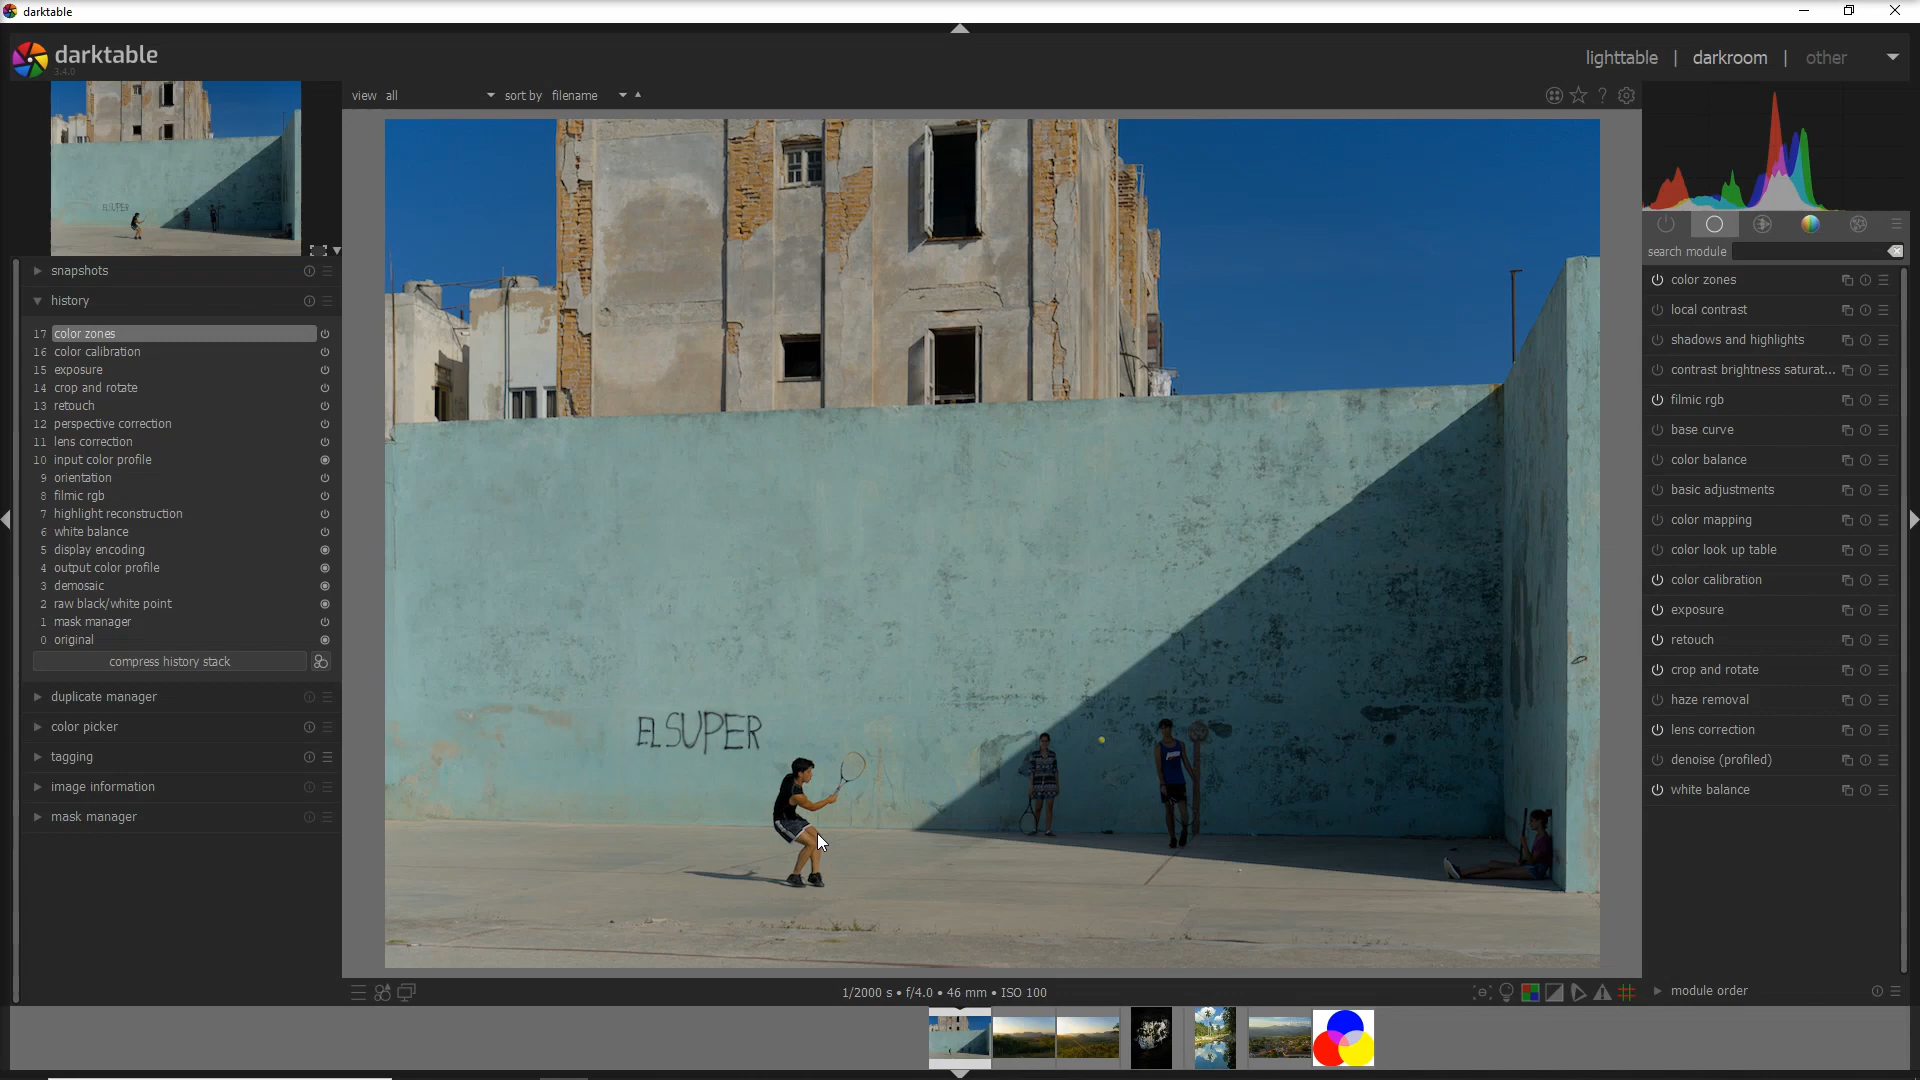 darktable
darktable
3.4.0
lighttable | darkroom | other
view all sort by filename
snapshots
history
17 color zones
16 color calibration
15 exposure
14 crop and rotate
13 retouch
12 perspective correction
11 lens correction
10 input color profile
9 orientation
8 filmic rgb
7 highlight reconstruction
6 white balance
5 display encoding
4 output color profile
3 demosaic
2 raw black/white point
1 mask manager
0 original
compress history stack
duplicate manager
color picker
tagging
image information
mask manager
EL SUPER
1/2000 s • f/4.0 • 46 mm • ISO 100
search module
color zones
local contrast
shadows and highlights
contrast brightness saturat...
filmic rgb
base curve
color balance
basic adjustments
color mapping
color look up table
color calibration
exposure
retouch
crop and rotate
haze removal
lens correction
denoise (profiled)
white balance
module order